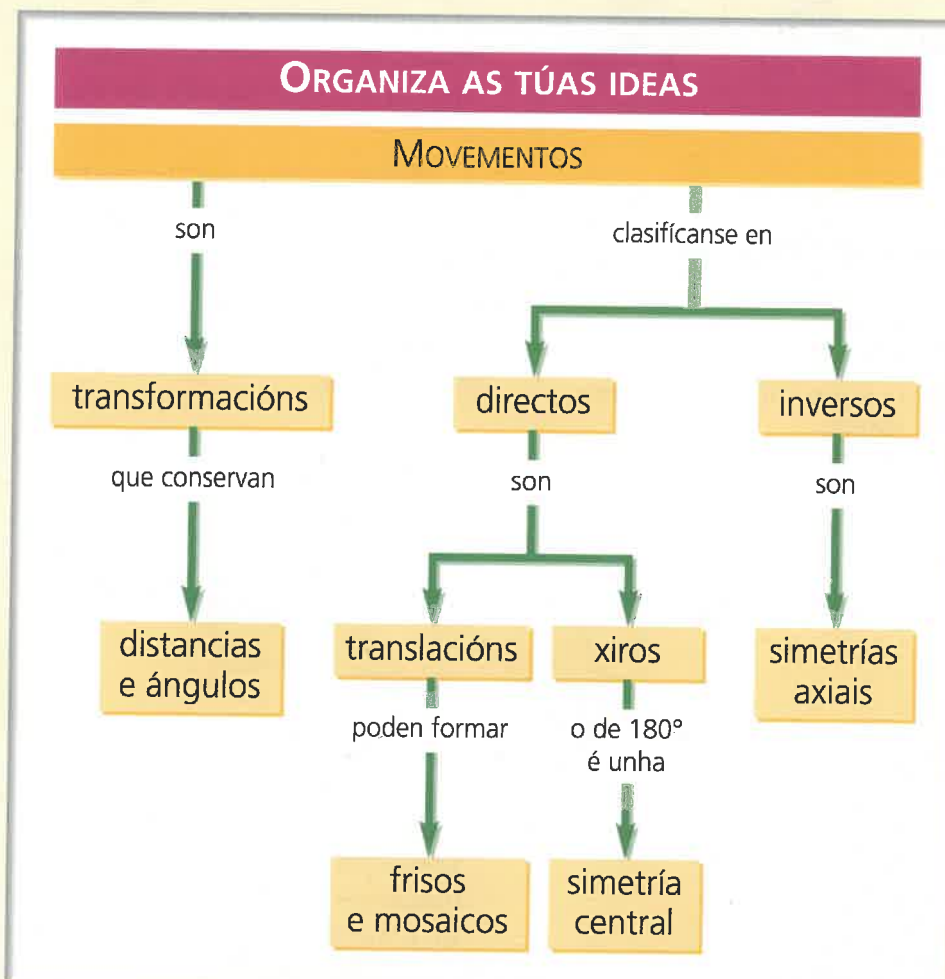 ORGANIZA AS TÚAS IDEAS
MOVEMENTOS
son
clasifícanse en
transformacións
directos
inversos
que conservan
son
son
distancias
e ángulos
translacións
xiros
simetrías
axiais
poden formar
o de 180°
é unha
frisos
e mosaicos
simetría
central